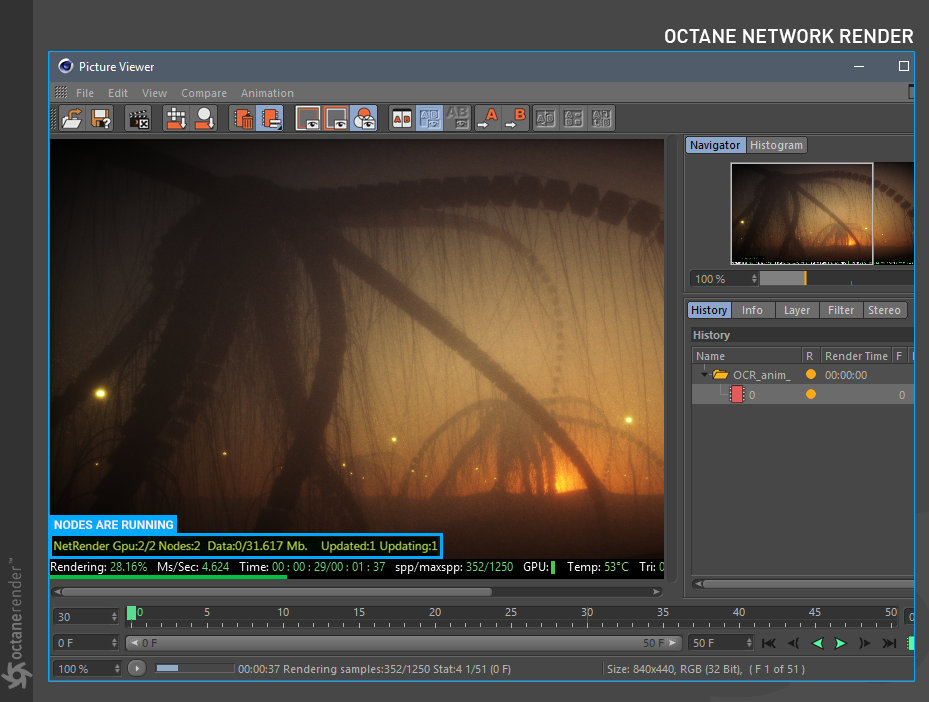 OCTANE NETWORK RENDER
Picture Viewer
File Edit View Compare Animation
AB AB AB A B AB
Navigator Histogram
100 %
History Info Layer Filter Stereo
History
Name R Render Time F
OCR_anim_ 00:00:00
0 0
NODES ARE RUNNING
NetRender Gpu:2/2 Nodes:2 Data:0/31.617 Mb. Updated:1 Updating:1
Rendering: 28.16% Ms/Sec: 4.624 Time: 00 : 00 : 29/00 : 01 : 37 spp/maxspp: 352/1250 GPU: Temp: 53°C Tri: 0
30 0 5 10 15 20 25 30 35 40 45 50
0 F 0 F 50 F 50 F
100 % 00:00:37 Rendering samples:352/1250 Stat:4 1/51 (0 F) Size: 840x440, RGB (32 Bit), ( F 1 of 51 )
octanerender™